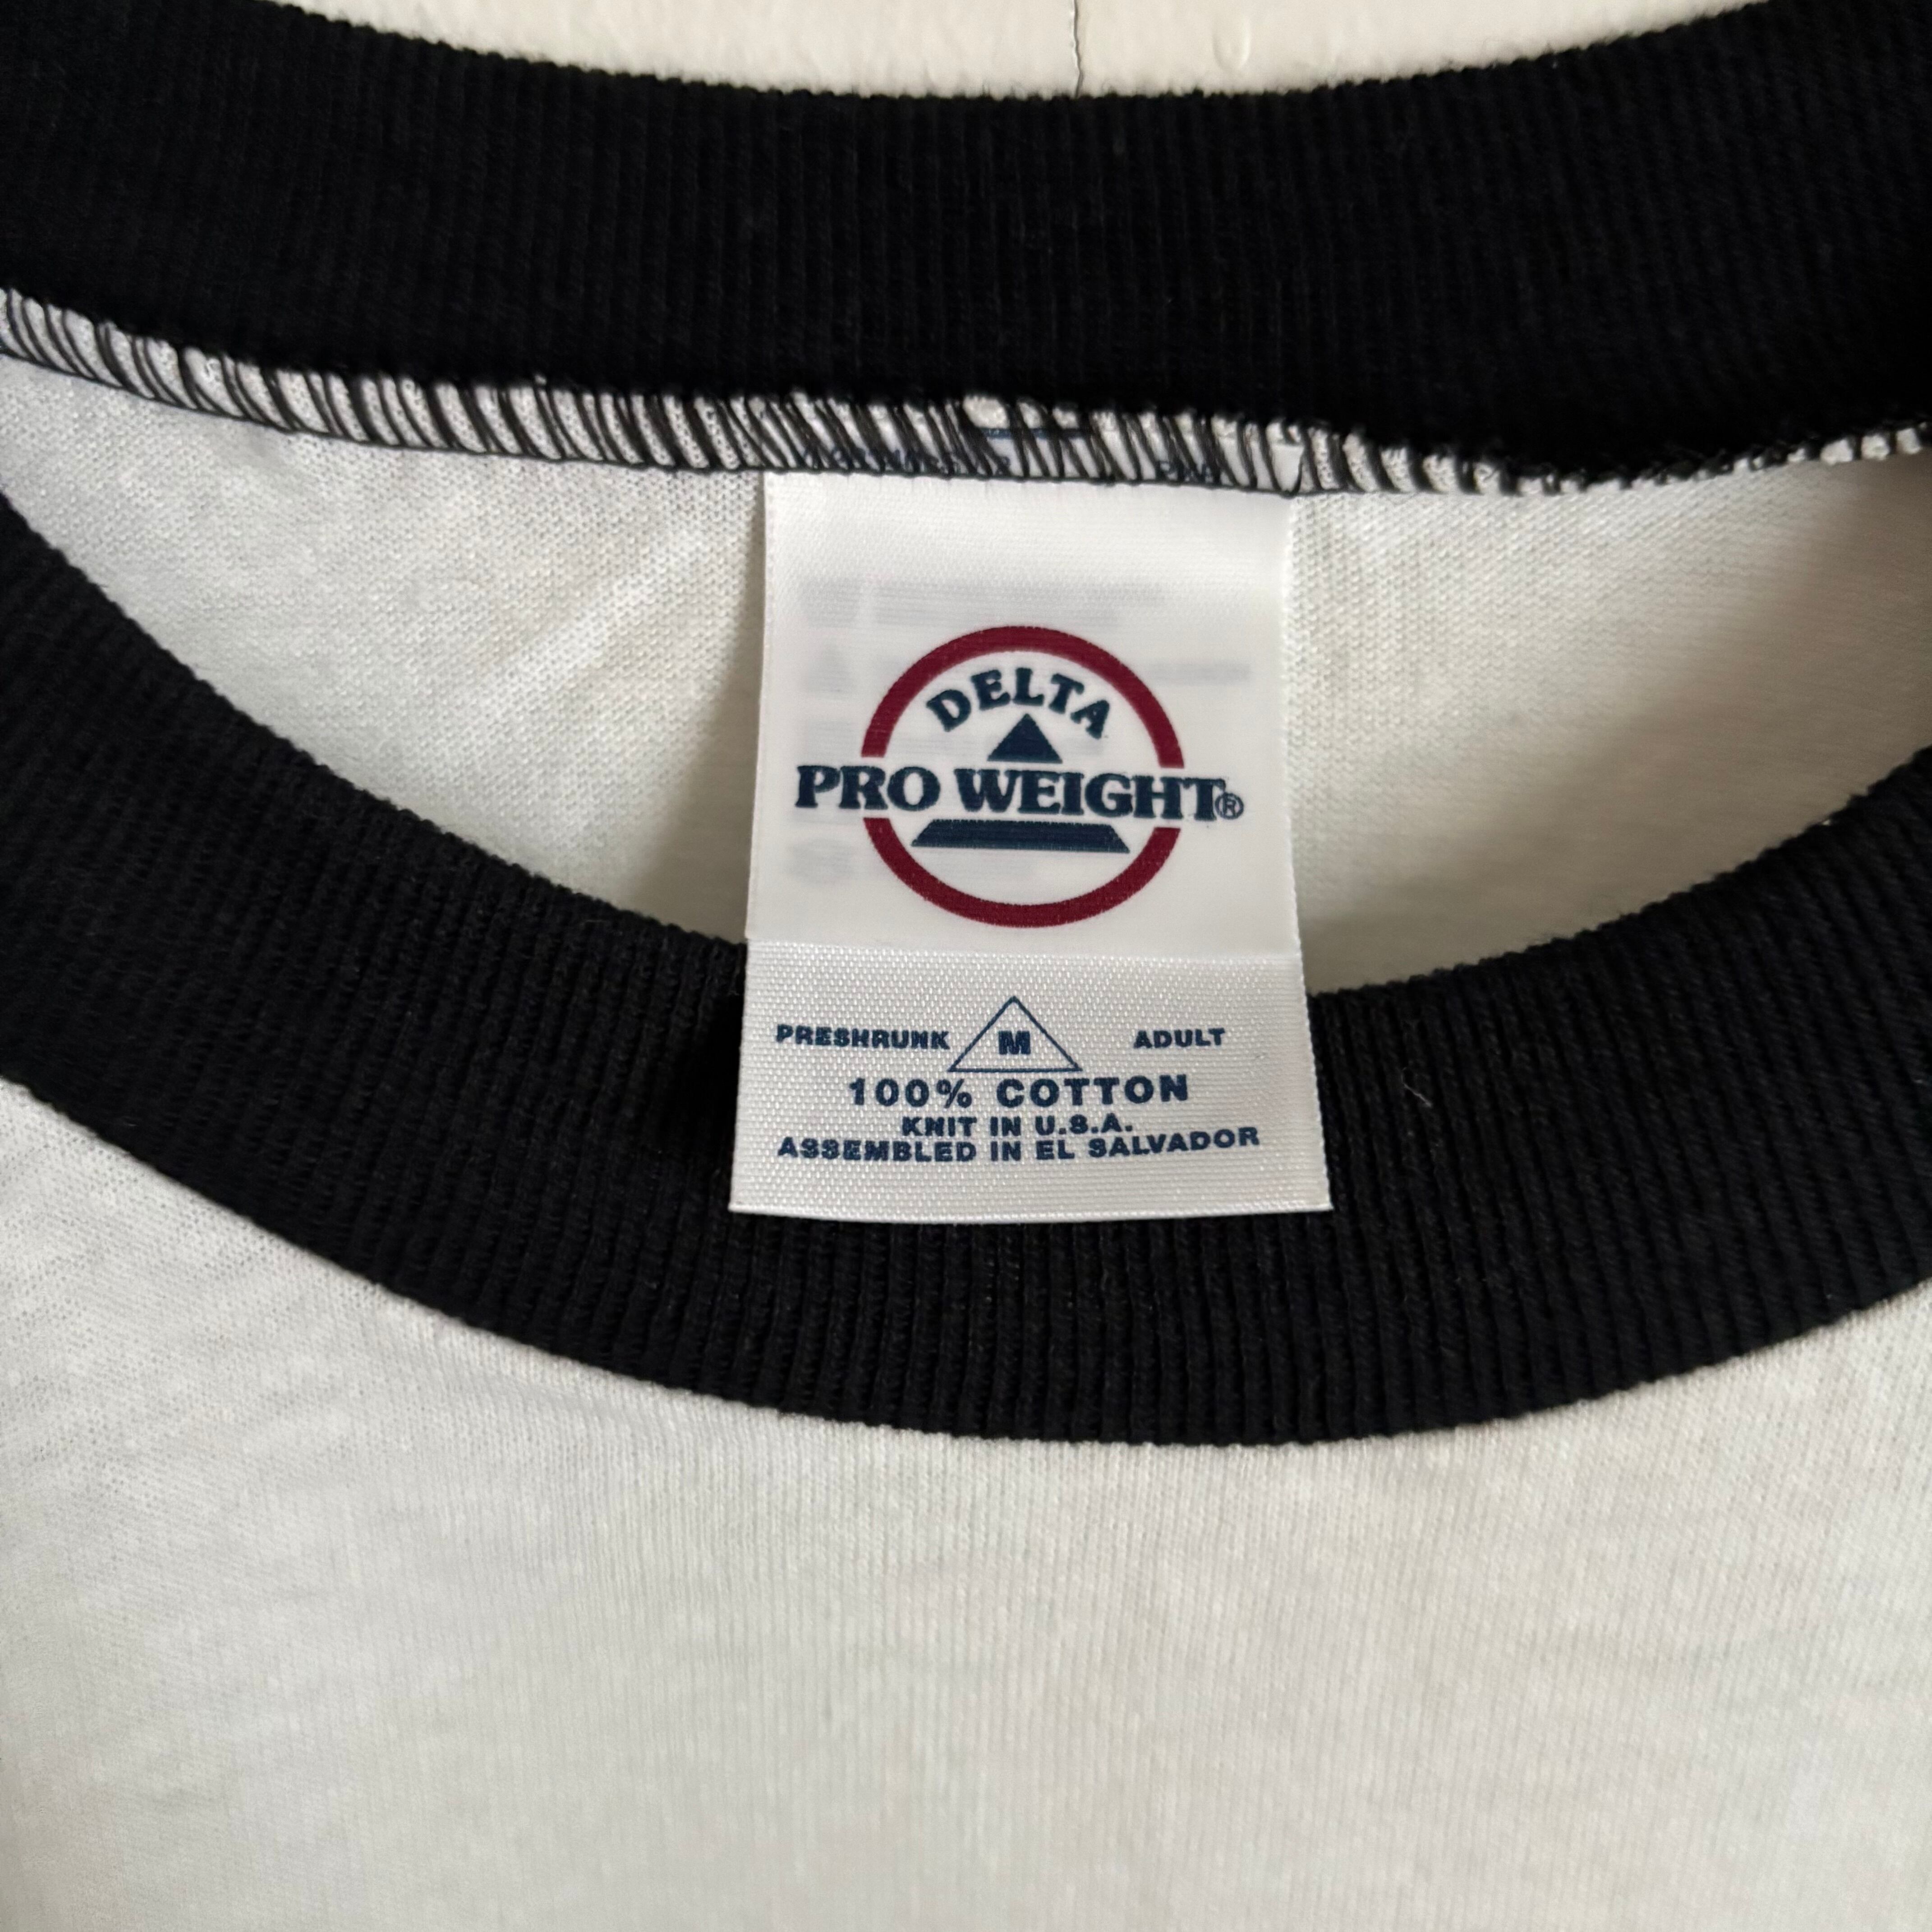 DELTA
PRO WEIGHT®
PRESHRUNK M ADULT
100% COTTON
KNIT IN U.S.A.
ASSEMBLED IN EL SALVADOR